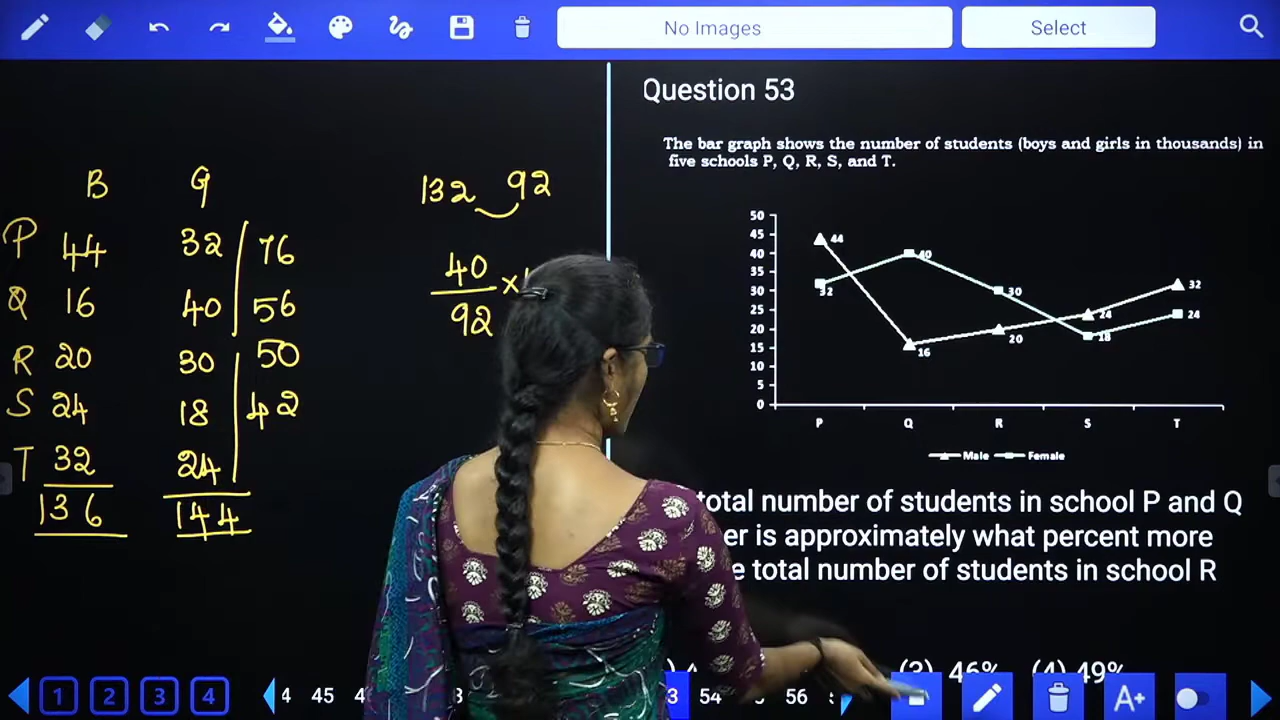 No Images
Select
Question 53
The bar graph shows the number of students (boys and girls in thousands) in
five schools P, Q, R, S, and T.
B G
P 44 32 76
Q 16 40 56
R 20 30 50
S 24 18 42
T 32 24
136 144
132 92
40
92
×
50
45
40
35
30
25
20
15
10
5
0
44
32
40
16
30
20
24
18
32
24
P Q R S T
Male Female
total number of students in school P and Q
er is approximately what percent more
total number of students in school R
(3) 46% (4) 49%
1 2 3 4
45
54
56
A+